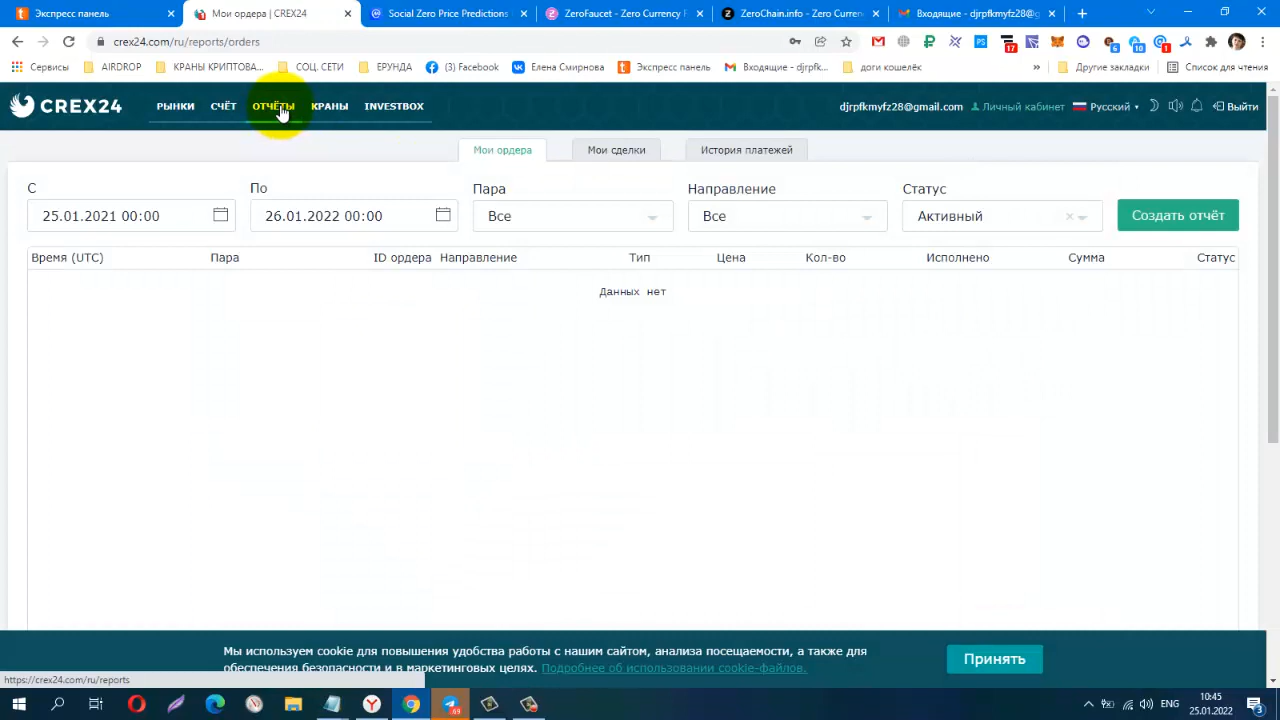 Экспресс панель
Мои ордера | CREX24
Social Zero Price Predictions -
ZeroFaucet - Zero Currency F
ZeroChain.info - Zero Curren
Входящие - djrpfkmyfz28@g
crex24.com/ru/reports/orders
17
6
10
1
Сервисы
AIRDROP
КРАНЫ КРИПТОВА...
СОЦ. СЕТИ
ЕРУНДА
(3) Facebook
Елена Смирнова
Экспресс панель
Входящие - djrpfk...
доги кошелёк
»
Другие закладки
Список для чтения
CREX24
РЫНКИ
СЧЁТ
ОТЧЁТЫ
КРАНЫ
INVESTBOX
djrpfkmyfz28@gmail.com
Личный кабинет
Русский
Выйти
Мои ордера
Мои сделки
История платежей
С
По
Пара
Направление
Статус
25.01.2021 00:00
26.01.2022 00:00
Все
Все
Активный
Создать отчёт
Время (UTC)
Пара
ID ордера
Направление
Тип
Цена
Кол-во
Исполнено
Сумма
Статус
Данных нет
Мы используем cookie для повышения удобства работы с нашим сайтом, анализа посещаемости, а также для
обеспечения безопасности и в маркетинговых целях. Подробнее об использовании cookie-файлов.
Принять
https://crex24.com/ru/reports
69
ENG
10:45
25.01.2022
3